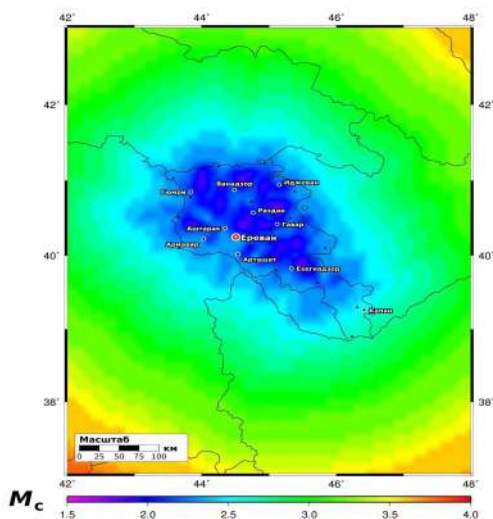 42˚ 44˚ 46˚ 48˚
42˚ 42˚
Ванадзор Иджеван
Гюмри
Раздан
Гавар
Аштарак
Ереван
40˚ 40˚
Армавир
Арташат
Ехегнадзор
Капан
38˚ 38˚
Масштаб
0 25 50 75 100 км
42˚ 44˚ 46˚ 48˚
Mc
1.5 2.0 2.5 3.0 3.5 4.0